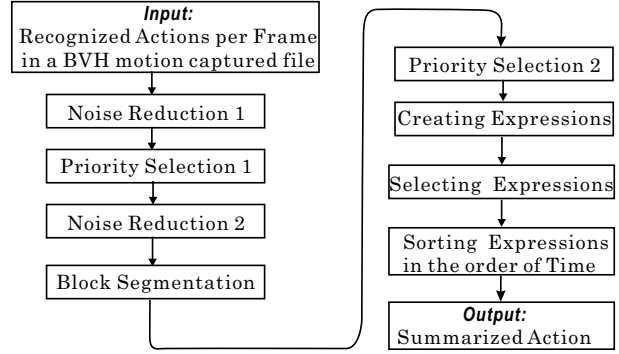 Input:
Recognized Actions per Frame
in a BVH motion captured file
Noise Reduction 1
Priority Selection 1
Noise Reduction 2
Block Segmentation
Priority Selection 2
Creating Expressions
Selecting Expressions
Sorting Expressions
in the order of Time
Output:
Summarized Action